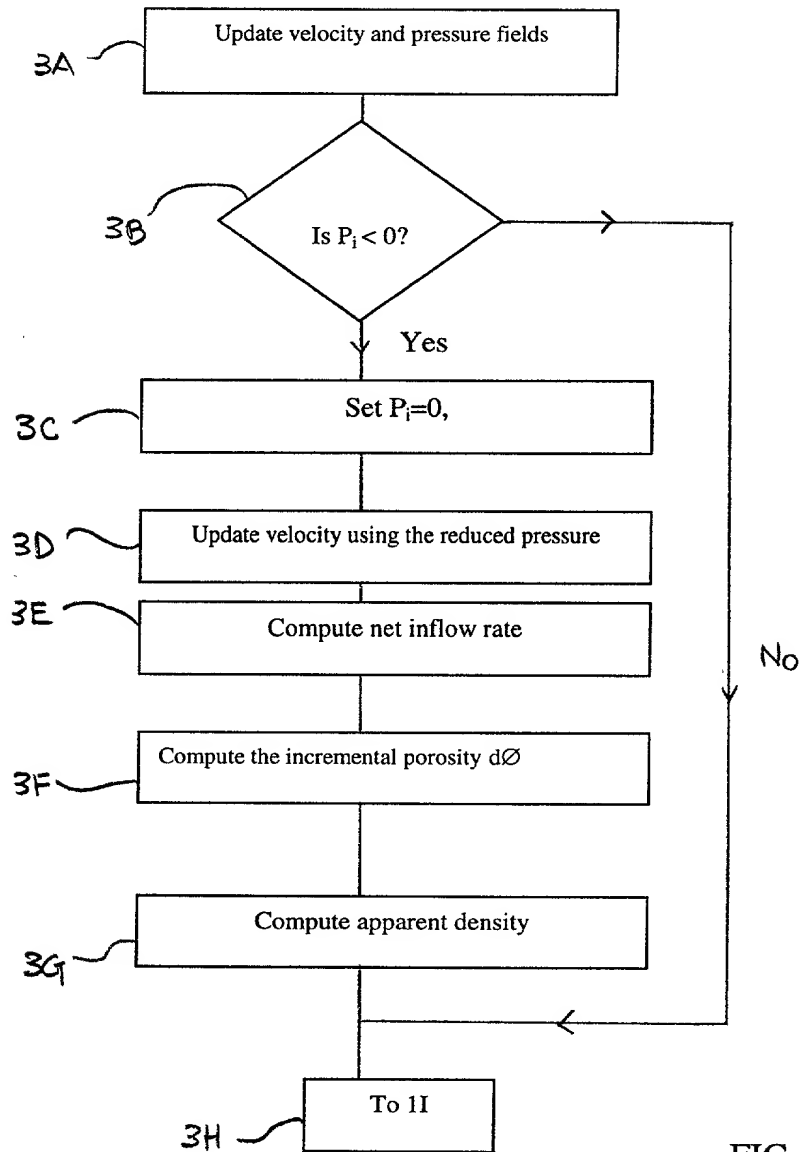 Update velocity and pressure fields
3A
3B
Is Pᵢ < 0?
Yes
3C
Set Pᵢ=0,
3D
Update velocity using the reduced pressure
3E
Compute net inflow rate
No
3F
Compute the incremental porosity dØ
Compute apparent density
3G
To 1I
3H
FIG